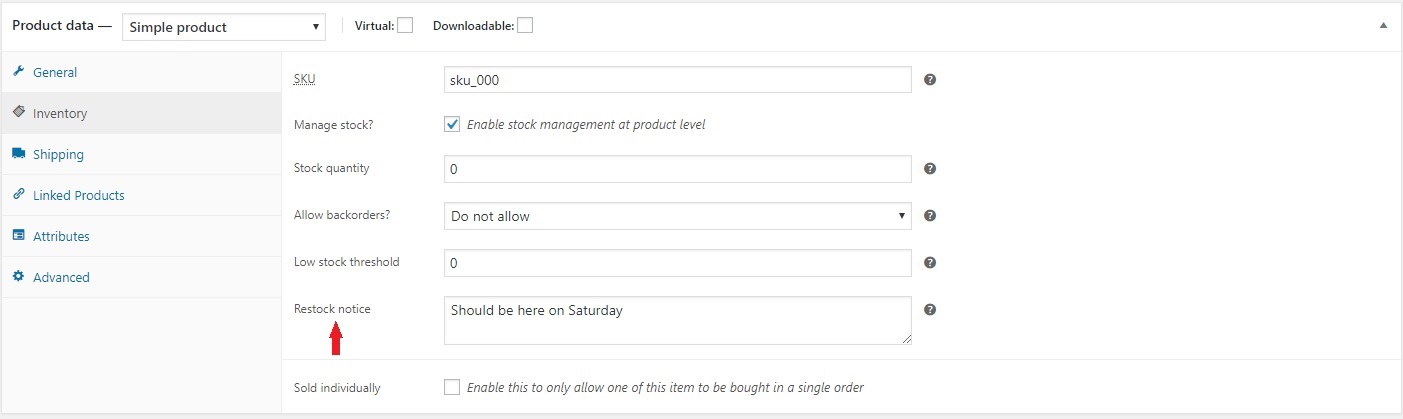 Product data — Simple product Virtual: Downloadable:
General
Inventory
Shipping
Linked Products
Attributes
Advanced
SKU sku_000
Manage stock? Enable stock management at product level
Stock quantity 0
Allow backorders? Do not allow
Low stock threshold 0
Restock notice Should be here on Saturday
Sold individually Enable this to only allow one of this item to be bought in a single order